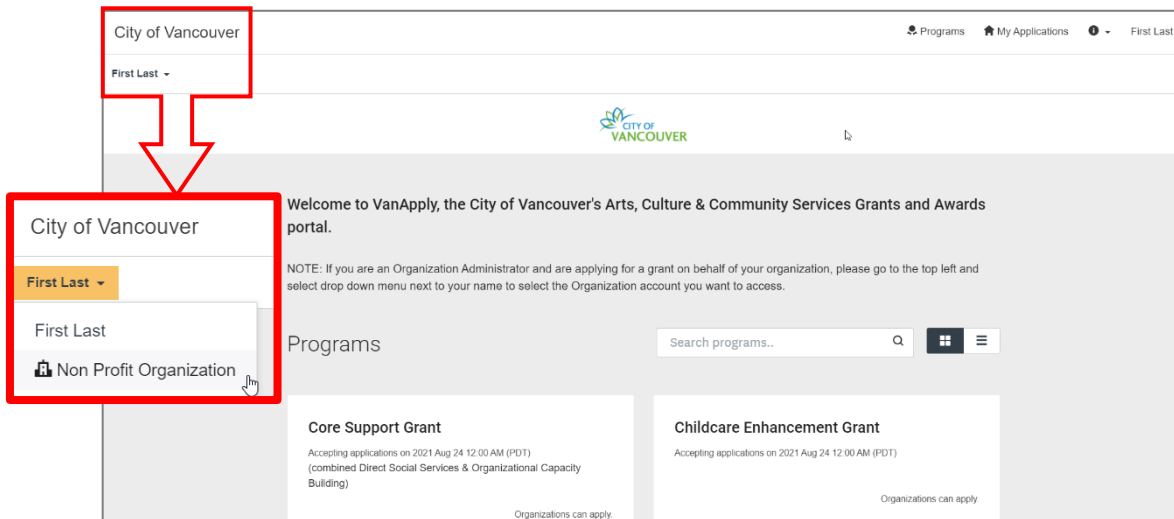 City of Vancouver
Programs
My Applications
First Last
First Last
CITY OF
VANCOUVER
Welcome to VanApply, the City of Vancouver's Arts, Culture & Community Services Grants and Awards
portal.
NOTE: If you are an Organization Administrator and are applying for a grant on behalf of your organization, please go to the top left and
select drop down menu next to your name to select the Organization account you want to access.
City of Vancouver
First Last
First Last
Non Profit Organization
Programs
Search programs..
Core Support Grant
Accepting applications on 2021 Aug 24 12:00 AM (PDT)
(combined Direct Social Services & Organizational Capacity
Building)
Organizations can apply.
Childcare Enhancement Grant
Accepting applications on 2021 Aug 24 12:00 AM (PDT)
Organizations can apply